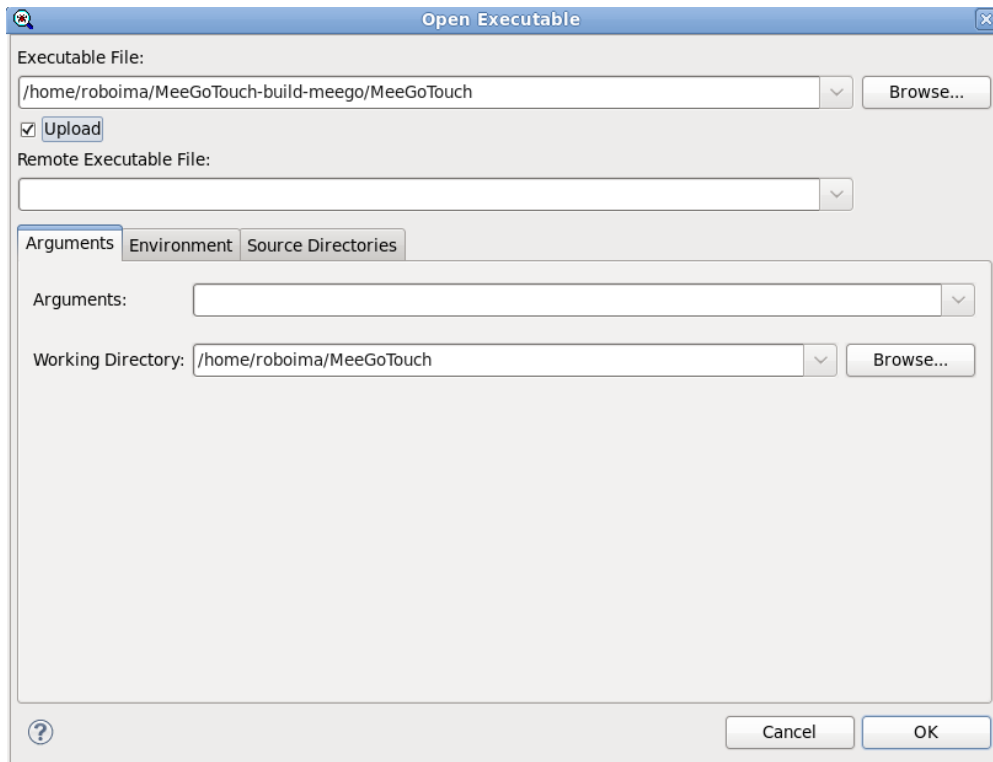 Open Executable
Executable File:
/home/roboima/MeeGoTouch-build-meego/MeeGoTouch
Browse...
Upload
Remote Executable File:
Arguments Environment Source Directories
Arguments:
Working Directory: /home/roboima/MeeGoTouch Browse...
? Cancel OK